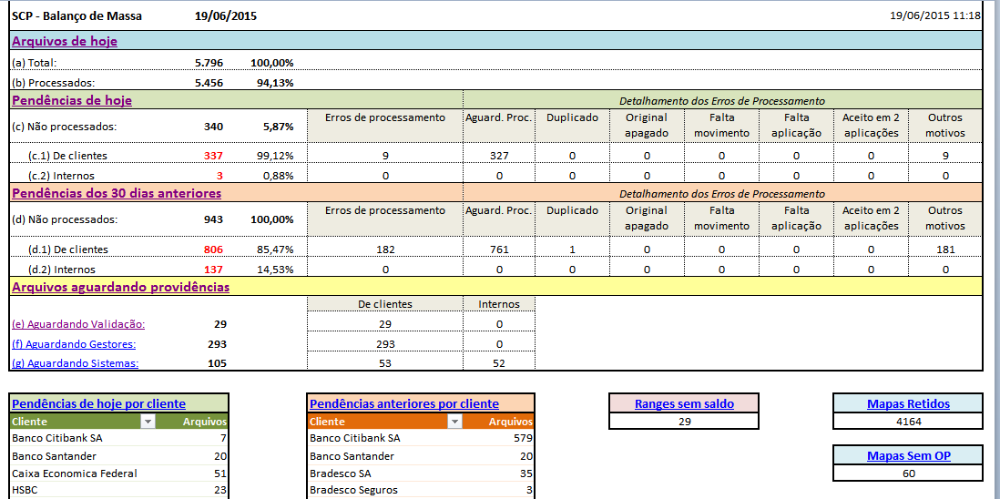 SCP - Balanço de Massa 19/06/2015 19/06/2015 11:18
Arquivos de hoje
(a) Total: 5.796 100,00%
(b) Processados: 5.456 94,13%
Pendências de hoje Detalhamento dos Erros de Processamento
(c) Não processados: 340 5,87% Erros de processamento Aguard. Proc. Duplicado Original apagado Falta movimento Falta aplicação Aceito em 2 aplicações Outros motivos
(c.1) De clientes 337 99,12% 9 327 0 0 0 0 0 9
(c.2) Internos 3 0,88% 0 0 0 0 0 0 0 0
Pendências dos 30 dias anteriores Detalhamento dos Erros de Processamento
(d) Não processados: 943 100,00% Erros de processamento Aguard. Proc. Duplicado Original apagado Falta movimento Falta aplicação Aceito em 2 aplicações Outros motivos
(d.1) De clientes 806 85,47% 182 761 1 0 0 0 0 181
(d.2) Internos 137 14,53% 0 0 0 0 0 0 0 0
Arquivos aguardando providências
De clientes Internos
(e) Aguardando Validação: 29 29 0
(f) Aguardando Gestores: 293 293 0
(g) Aguardando Sistemas: 105 53 52
Pendências de hoje por cliente
Cliente Arquivos
Banco Citibank SA 7
Banco Santander 20
Caixa Economica Federal 51
HSBC 23
Pendências anteriores por cliente
Cliente Arquivos
Banco Citibank SA 579
Banco Santander 20
Bradesco SA 35
Bradesco Seguros 3
Ranges sem saldo
29
Mapas Retidos
4164
Mapas Sem OP
60